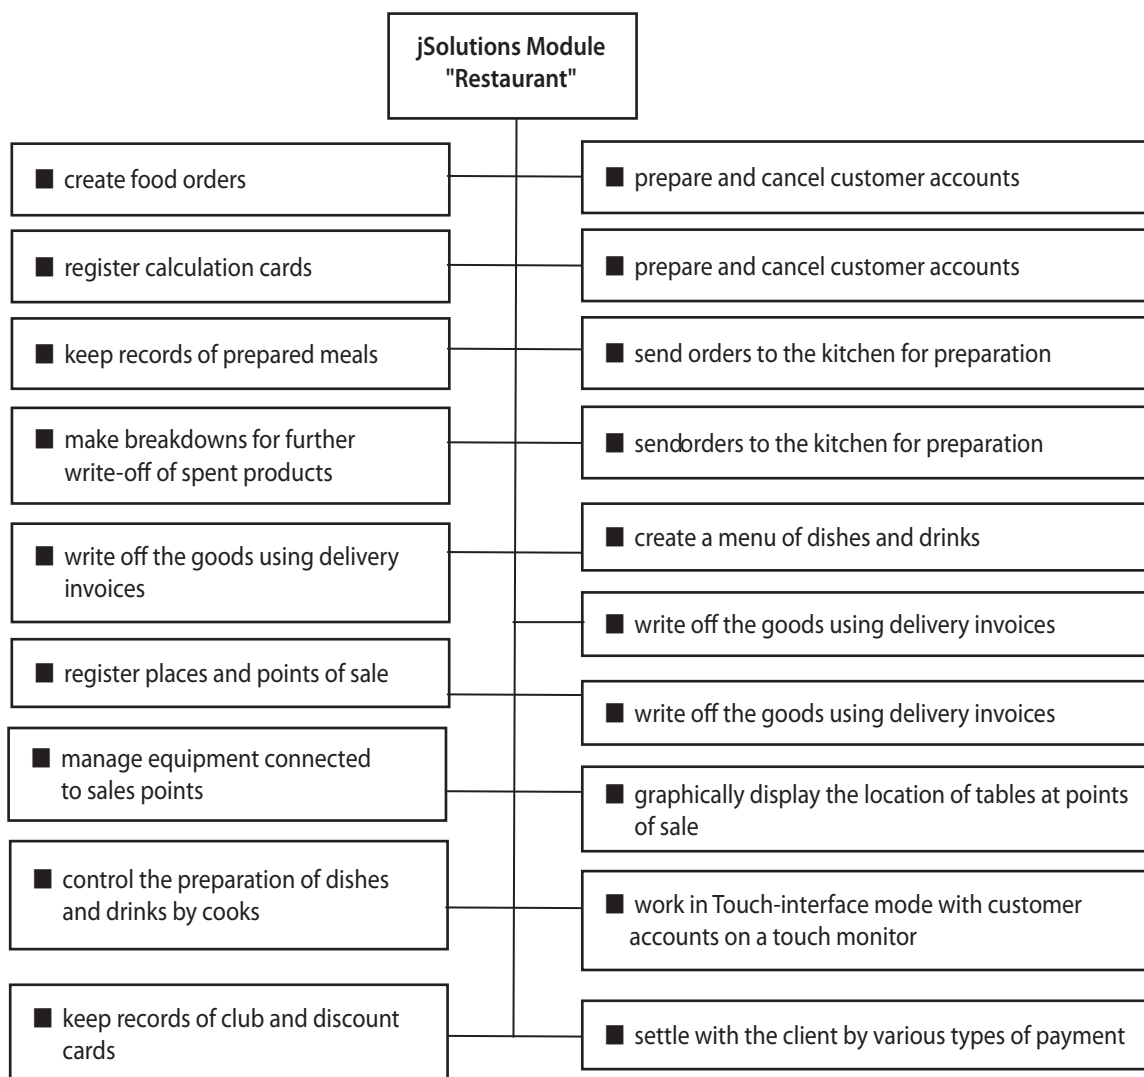 jSolutions Module
"Restaurant"
■ create food orders
■ prepare and cancel customer accounts
■ register calculation cards
■ prepare and cancel customer accounts
■ keep records of prepared meals
■ send orders to the kitchen for preparation
■ make breakdowns for further
write-off of spent products
■ sendorders to the kitchen for preparation
■ write off the goods using delivery
invoices
■ create a menu of dishes and drinks
■ write off the goods using delivery invoices
■ register places and points of sale
■ write off the goods using delivery invoices
■ manage equipment connected
to sales points
■ graphically display the location of tables at points
of sale
■ control the preparation of dishes
and drinks by cooks
■ work in Touch-interface mode with customer
accounts on a touch monitor
■ keep records of club and discount
cards
■ settle with the client by various types of payment